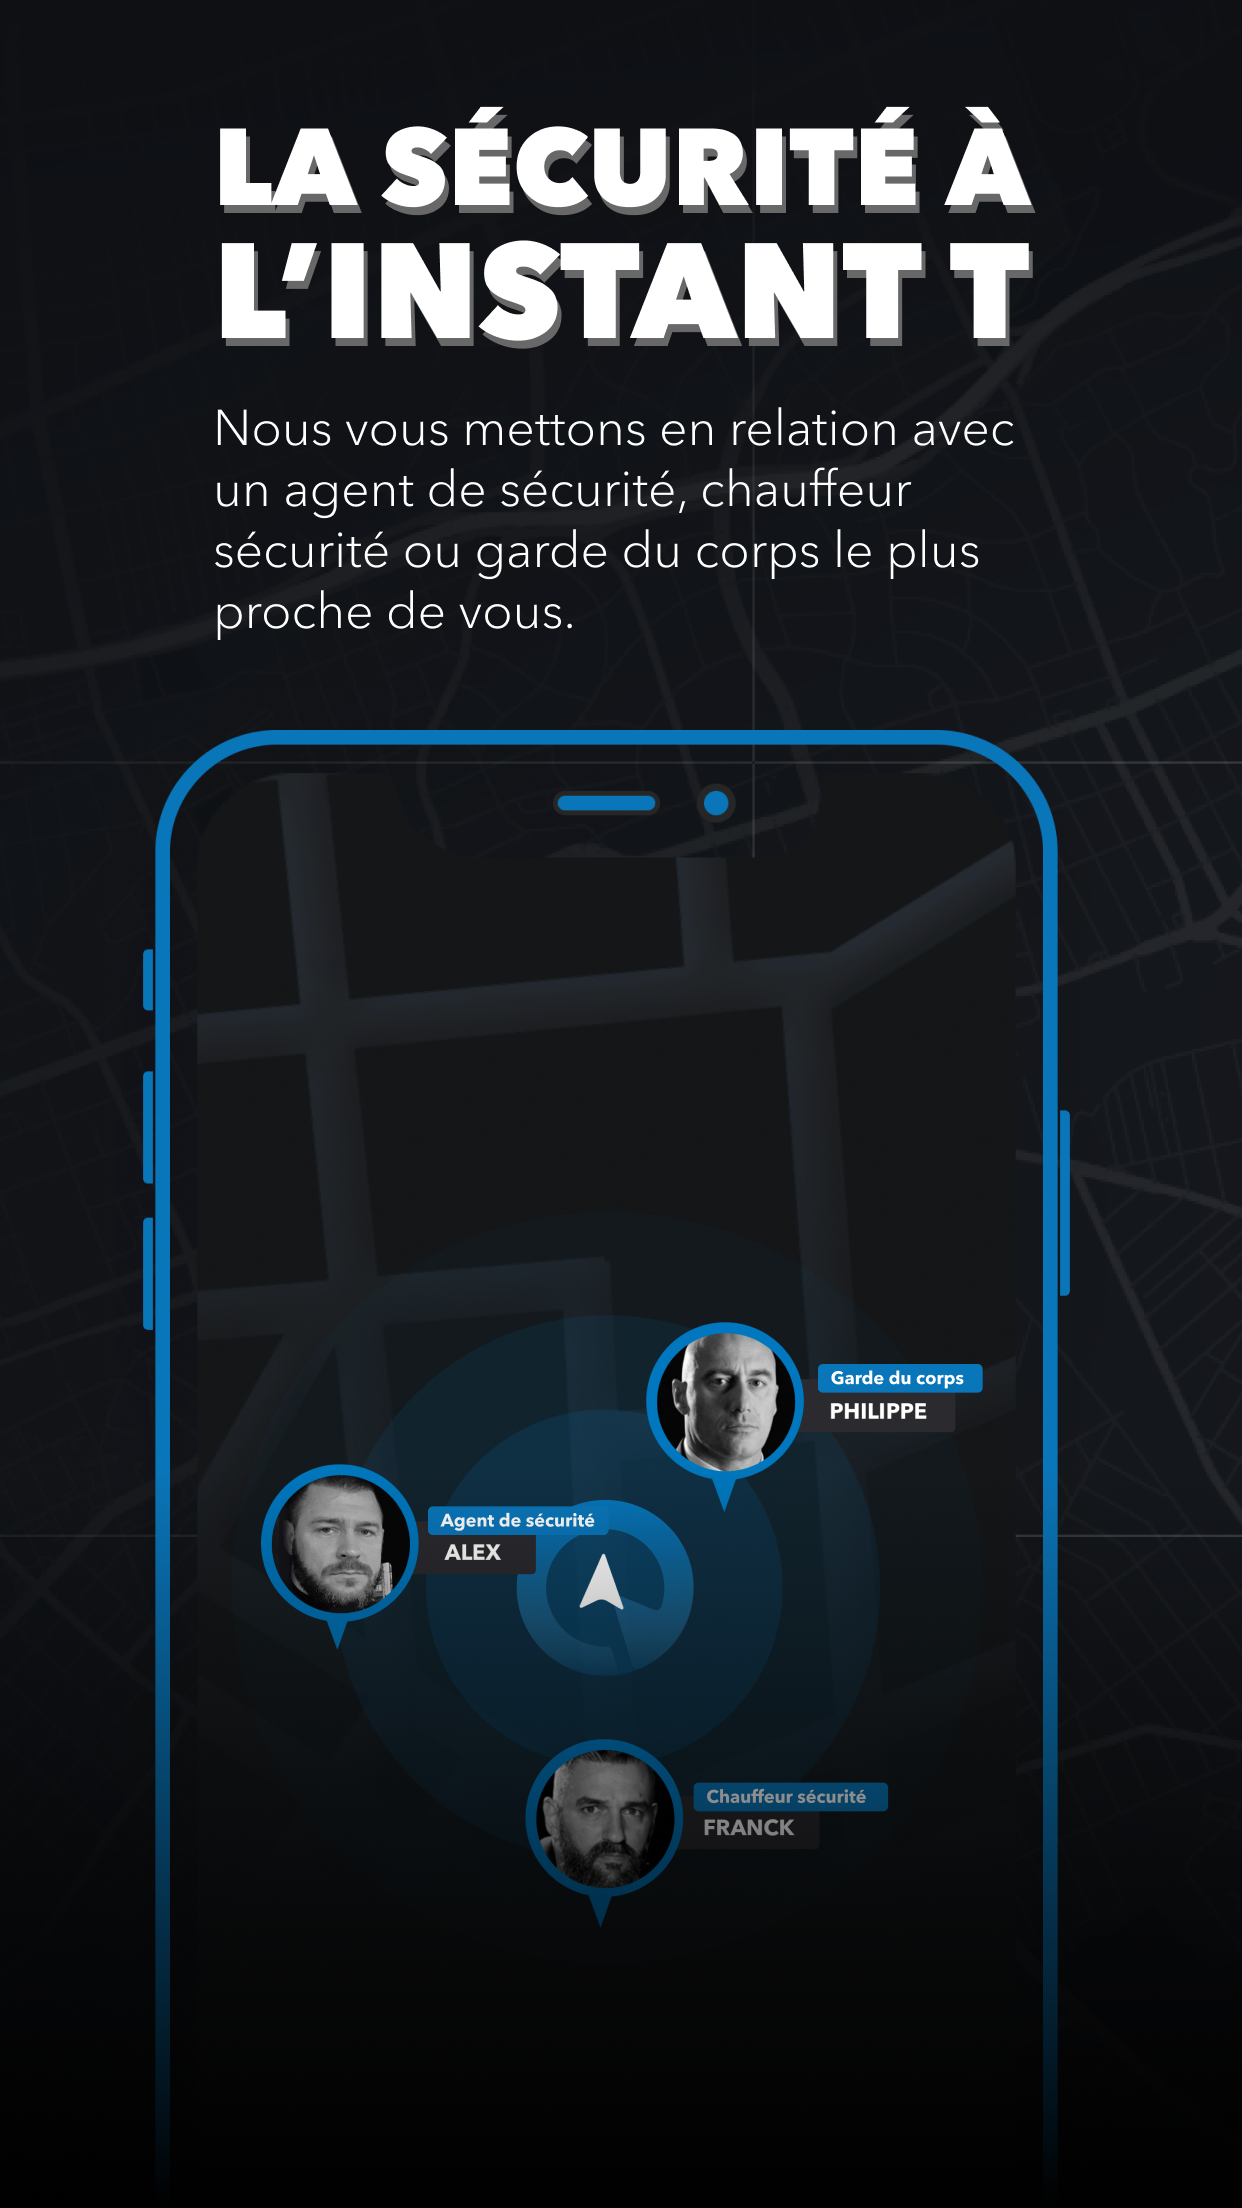 LA SÉCURITÉ À
L’INSTANT T
Nous vous mettons en relation avec
un agent de sécurité, chauffeur
sécurité ou garde du corps le plus
proche de vous.
Garde du corps
PHILIPPE
Agent de sécurité
ALEX
Chauffeur sécurité
FRANCK